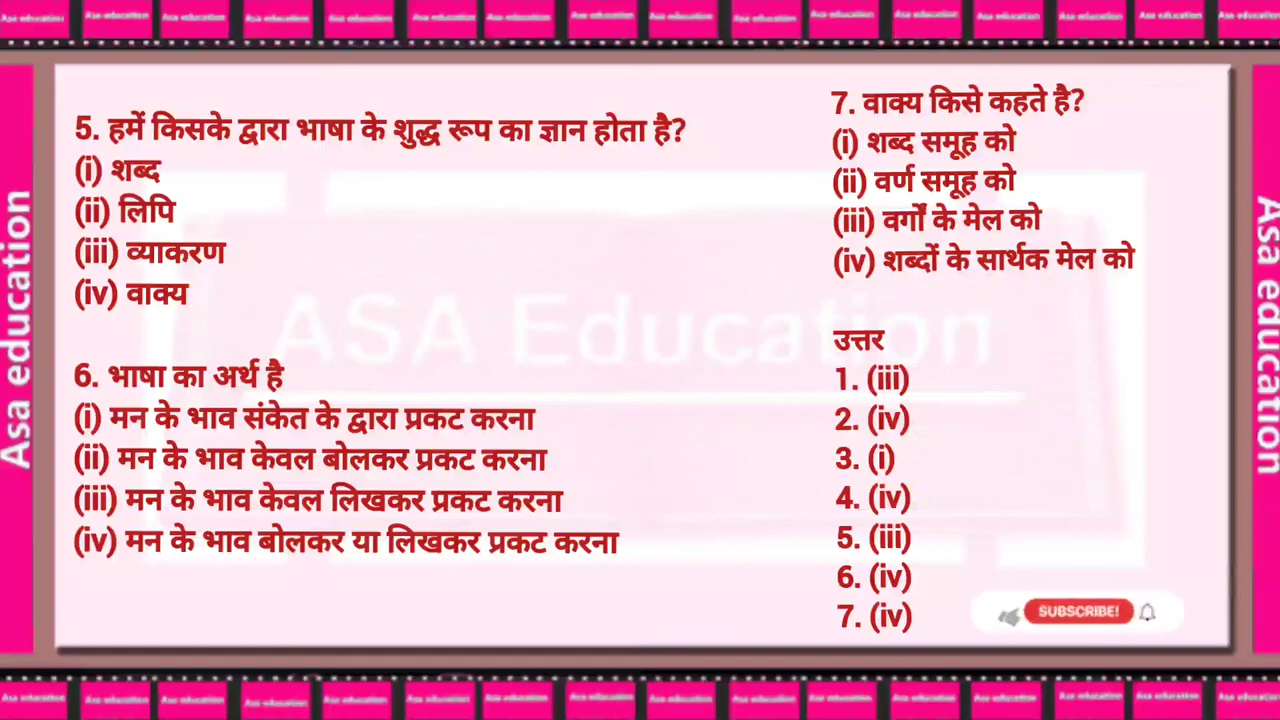 Asa education
5. हमें किसके द्वारा भाषा के शुद्ध रूप का ज्ञान होता है?
(i) शब्द
(ii) लिपि
(iii) व्याकरण
(iv) वाक्य
6. भाषा का अर्थ है
(i) मन के भाव संकेत के द्वारा प्रकट करना
(ii) मन के भाव केवल बोलकर प्रकट करना
(iii) मन के भाव केवल लिखकर प्रकट करना
(iv) मन के भाव बोलकर या लिखकर प्रकट करना
7. वाक्य किसे कहते है?
(i) शब्द समूह को
(ii) वर्ण समूह को
(iii) वर्गों के मेल को
(iv) शब्दों के सार्थक मेल को
उत्तर
1. (iii)
2. (iv)
3. (i)
4. (iv)
5. (iii)
6. (iv)
7. (iv)
SUBSCRIBE!
ASA Education
Asa education